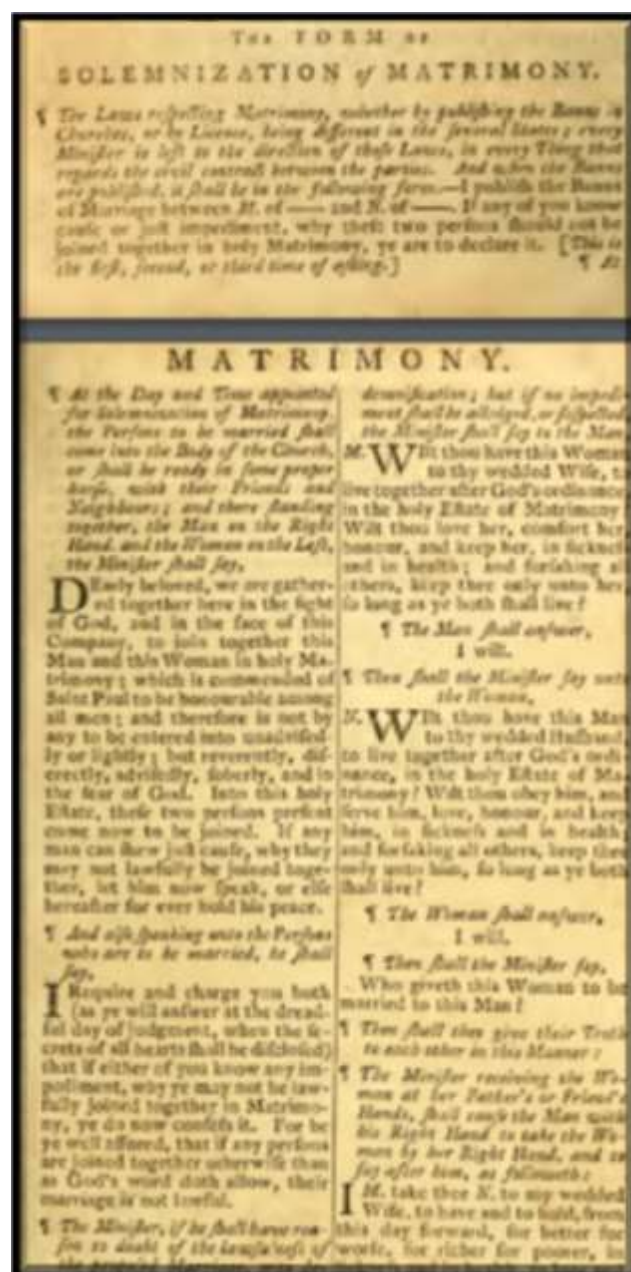 The FORM of
SOLEMNIZATION of MATRIMONY.
¶ The Laws respecting Matrimony, whether by publishing the Banns in
Churches, or by Licence, being different in the several States; every
Minister is left to the direction of those Laws, in every Thing that
regards the civil contract between the parties. And when the Banns
are published, it shall be in the following form.—I publish the Banns
of Marriage between M. of —— and N. of ——. If any of you know
cause or just impediment, why these two persons should not be
joined together in holy Matrimony, ye are to declare it. [This is
the first, second, or third time of asking.]
¶ At
MATRIMONY.
¶ At the Day and Time appointed
for Solemnization of Matrimony,
the Persons to be married shall
come into the Body of the Church,
or shall be ready in some proper
house, with their Friends and
Neighbours; and there standing
together, the Man on the Right
Hand, and the Woman on the Left,
the Minister shall say,
DEarly beloved, we are gather-
ed together here in the sight
of God, and in the face of this
Company, to join together this
Man and this Woman in holy Ma-
trimony; which is commended of
Saint Paul to be honourable among
all men; and therefore is not by
any to be entered into unadvised-
ly or lightly; but reverently, dis-
creetly, advisedly, soberly, and in
the fear of God. Into this holy
Estate, these two persons present
come now to be joined. If any
man can shew just cause, why they
may not lawfully be joined toge-
ther, let him now speak, or else
hereafter for ever hold his peace.
¶ And also speaking unto the Persons
who are to be married, he shall
say,
I Require and charge you both
(as ye will answer at the dread-
ful day of judgment, when the se-
crets of all hearts shall be disclosed)
that if either of you know any im-
pediment, why ye may not be law-
fully joined together in Matrimo-
ny, ye do now confess it. For be
ye well assured, that if any persons
are joined together otherwise than
as God's word doth allow, their
marriage is not lawful.
¶ The Minister, if he shall have rea-
son to doubt of the lawfulness of
the proposed Marriage, may
demnification; but if no impedi-
ment shall be alledged, or suspected,
the Minister shall say to the Man,
M. WIlt thou have this Woman
to thy wedded Wife, to
live together after God's ordinance,
in the holy Estate of Matrimony?
Wilt thou love her, comfort her,
honour, and keep her, in sickness
and in health; and forsaking all
others, keep thee only unto her,
so long as ye both shall live?
¶ The Man shall answer,
I will.
¶ Then shall the Minister say unto
the Woman,
N. WIlt thou have this Man
to thy wedded Husband,
to live together after God's ordi-
nance, in the holy Estate of Ma-
trimony? Wilt thou obey him, and
serve him, love, honour, and keep
him, in sickness and in health;
and forsaking all others, keep thee
only unto him, so long as ye both
shall live?
¶ The Woman shall answer,
I will.
¶ Then shall the Minister say,
Who giveth this Woman to be
married to this Man?
¶ Then shall they give their Troth
to each other in this Manner:
¶ The Minister receiving the Wo-
man at her Father's or Friend's
Hands, shall cause the Man with
his Right Hand to take the Wo-
man by her Right Hand, and to
say after him, as followeth:
I M. take thee N. to my wedded
Wife, to have and to hold, from
this day forward, for better for
worse, for richer for poorer, in